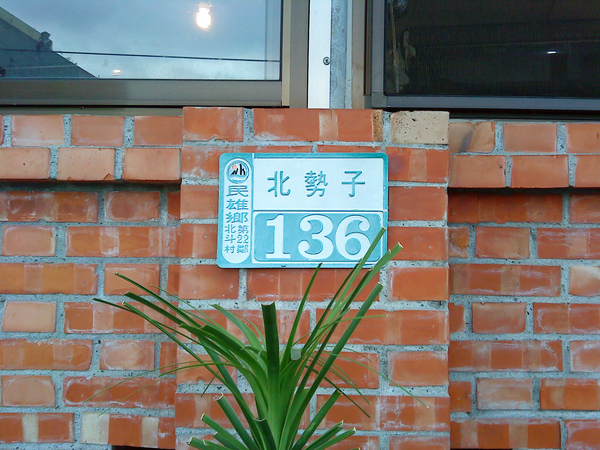 民雄鄉
北斗村
第22鄰
北勢子
136